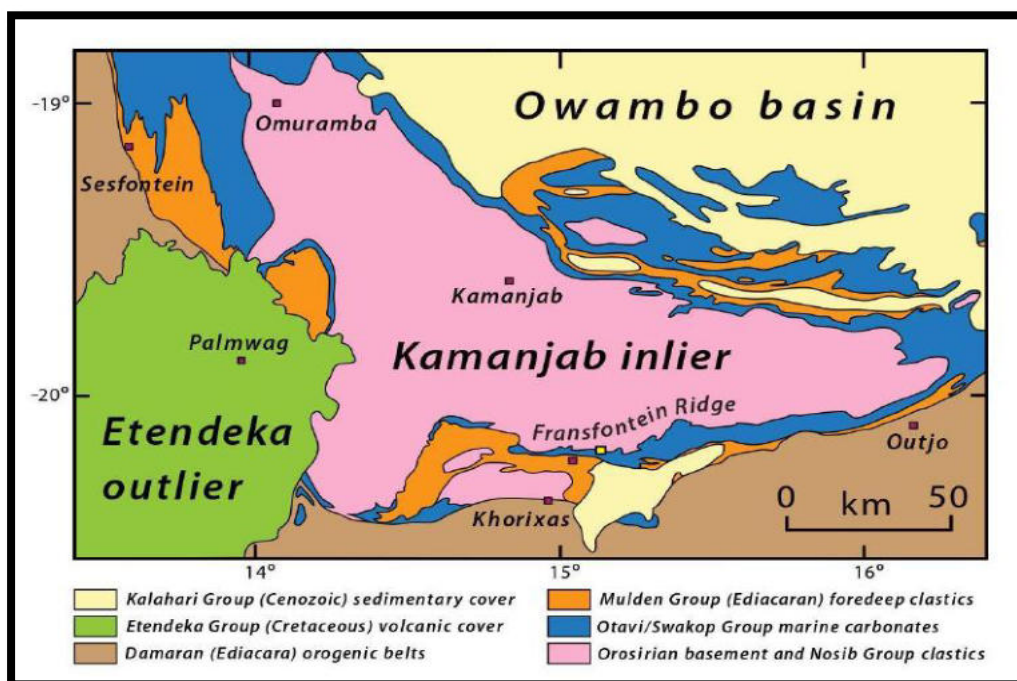 -19°
Omuramba
Owambo basin
Sesfontein
Kamanjab
Palmwag
Kamanjab inlier
-20°
Fransfontein Ridge
Etendeka
outlier
Outjo
0 km 50
Khorixas
14° 15° 16°
Kalahari Group (Cenozoic) sedimentary cover
Etendeka Group (Cretaceous) volcanic cover
Damaran (Ediacara) orogenic belts
Mulden Group (Ediacaran) foredeep clastics
Otavi/Swakop Group marine carbonates
Orosirian basement and Nosib Group clastics